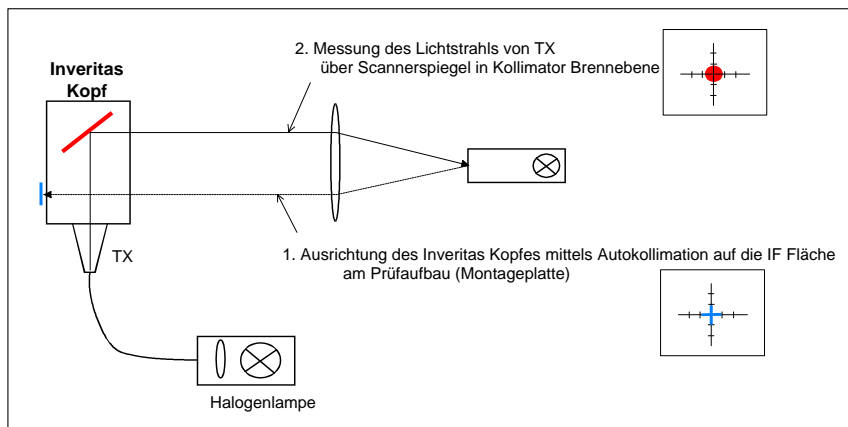 2. Messung des Lichtstrahls von TX
über Scannerspiegel in Kollimator Brennebene
Inveritas
Kopf
TX
1. Ausrichtung des Inveritas Kopfes mittels Autokollimation auf die IF Fläche
am Prüfaufbau (Montageplatte)
Halogenlampe